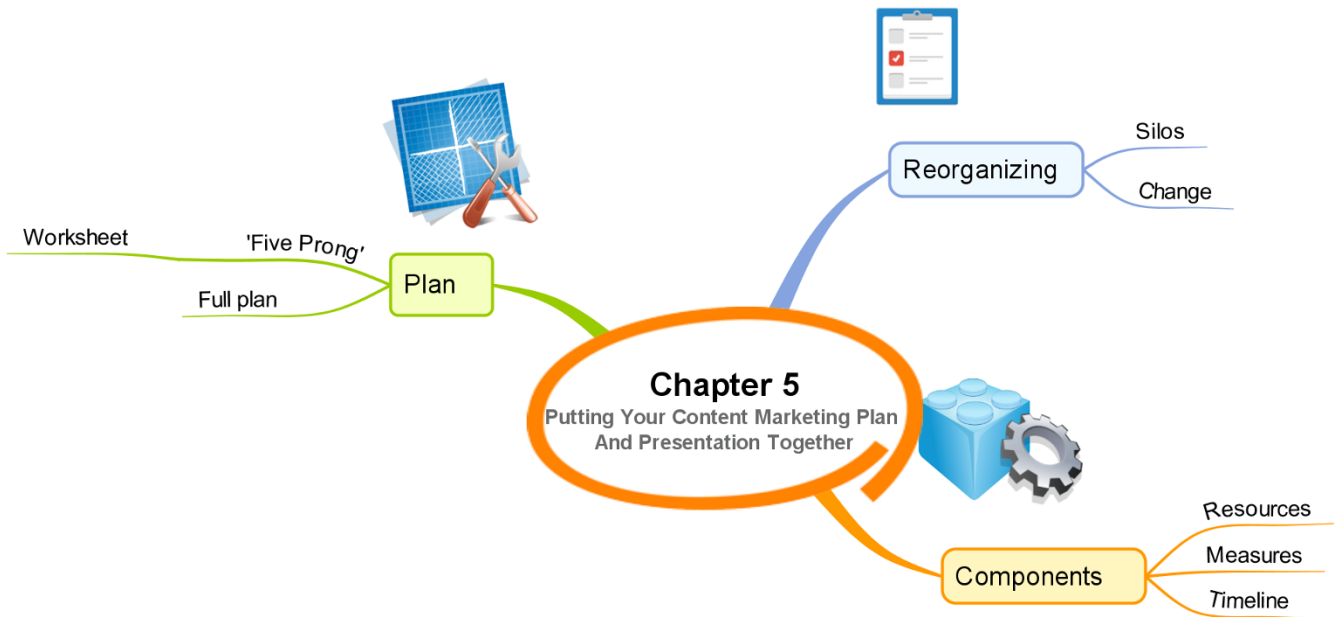 Chapter 5
Putting Your Content Marketing Plan
And Presentation Together
Reorganizing
Silos
Change
Components
Resources
Measures
Timeline
Plan
'Five Prong'
Worksheet
Full plan